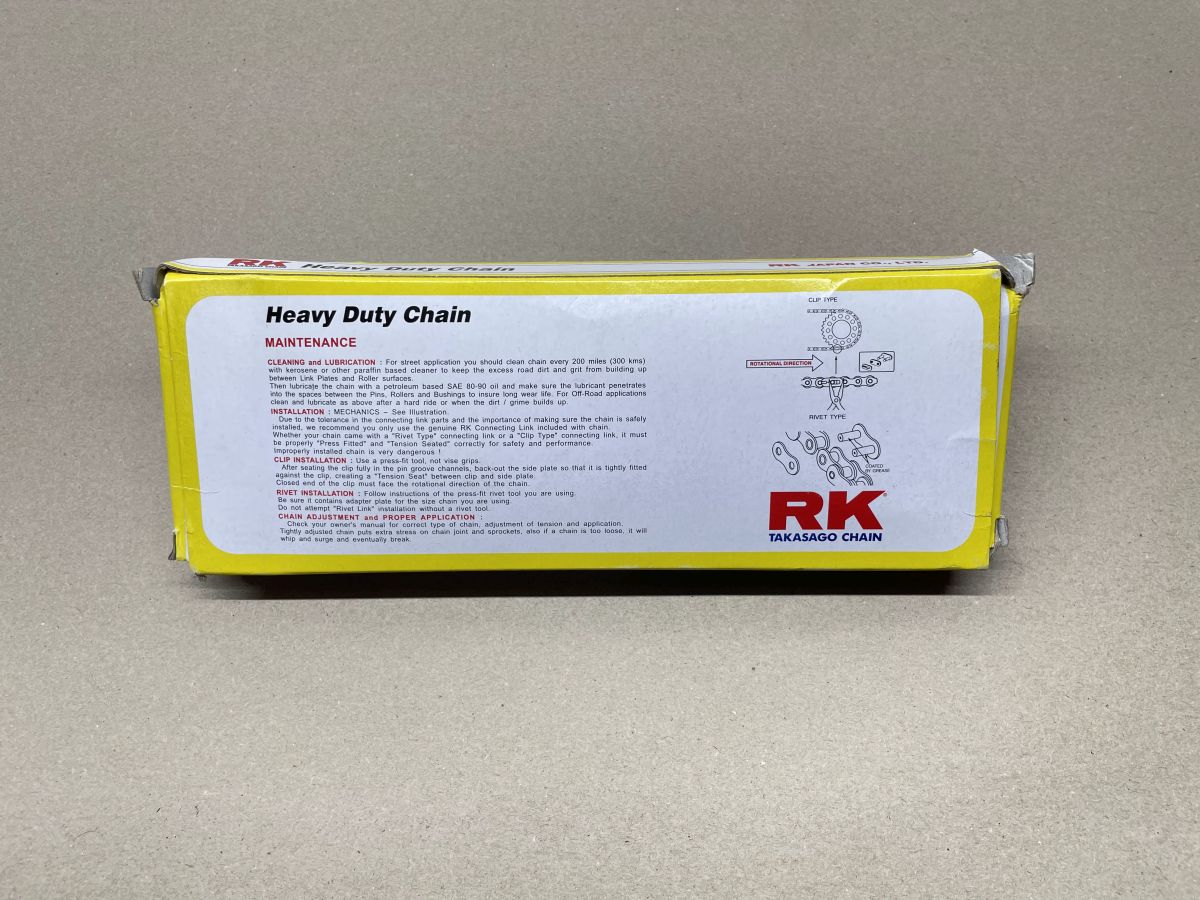 RK Heavy Duty Chain RK JAPAN CO., LTD.
Heavy Duty Chain
MAINTENANCE
CLEANING and LUBRICATION : For street application you should clean chain every 200 miles (300 kms)
with kerosene or other paraffin based cleaner to keep the excess road dirt and grit from building up
between Link Plates and Roller surfaces.
Then lubricate the chain with a petroleum based SAE 80-90 oil and make sure the lubricant penetrates
into the spaces between the Pins, Rollers and Bushings to insure long wear life. For Off-Road applications
clean and lubricate as above after a hard ride or when the dirt / grime builds up.
INSTALLATION : MECHANICS – See Illustration.
Due to the tolerance in the connecting link parts and the importance of making sure the chain is safely
installed, we recommend you only use the genuine RK Connecting Link included with chain.
Whether your chain came with a "Rivet Type" connecting link or a "Clip Type" connecting link, it must
be properly "Press Fitted" and "Tension Seated" correctly for safety and performance.
Improperly installed chain is very dangerous !
CLIP INSTALLATION : Use a press-fit tool, not vise grips.
After seating the clip fully in the pin groove channels, back-out the side plate so that it is tightly fitted
against the clip, creating a "Tension Seat" between clip and side plate.
Closed end of the clip must face the rotational direction of the chain.
RIVET INSTALLATION : Follow instructions of the press-fit rivet tool you are using.
Be sure it contains adapter plate for the size chain you are using.
Do not attempt "Rivet Link" installation without a rivet tool.
CHAIN ADJUSTMENT and PROPER APPLICATION :
Check your owner's manual for correct type of chain, adjustment of tension and application.
Tightly adjusted chain puts extra stress on chain joint and sprockets, also if a chain is too loose, it will
whip and surge and eventually break.
CLIP TYPE
ROTATIONAL DIRECTION
RIVET TYPE
COATED
BY GREASE
RK®
TAKASAGO CHAIN